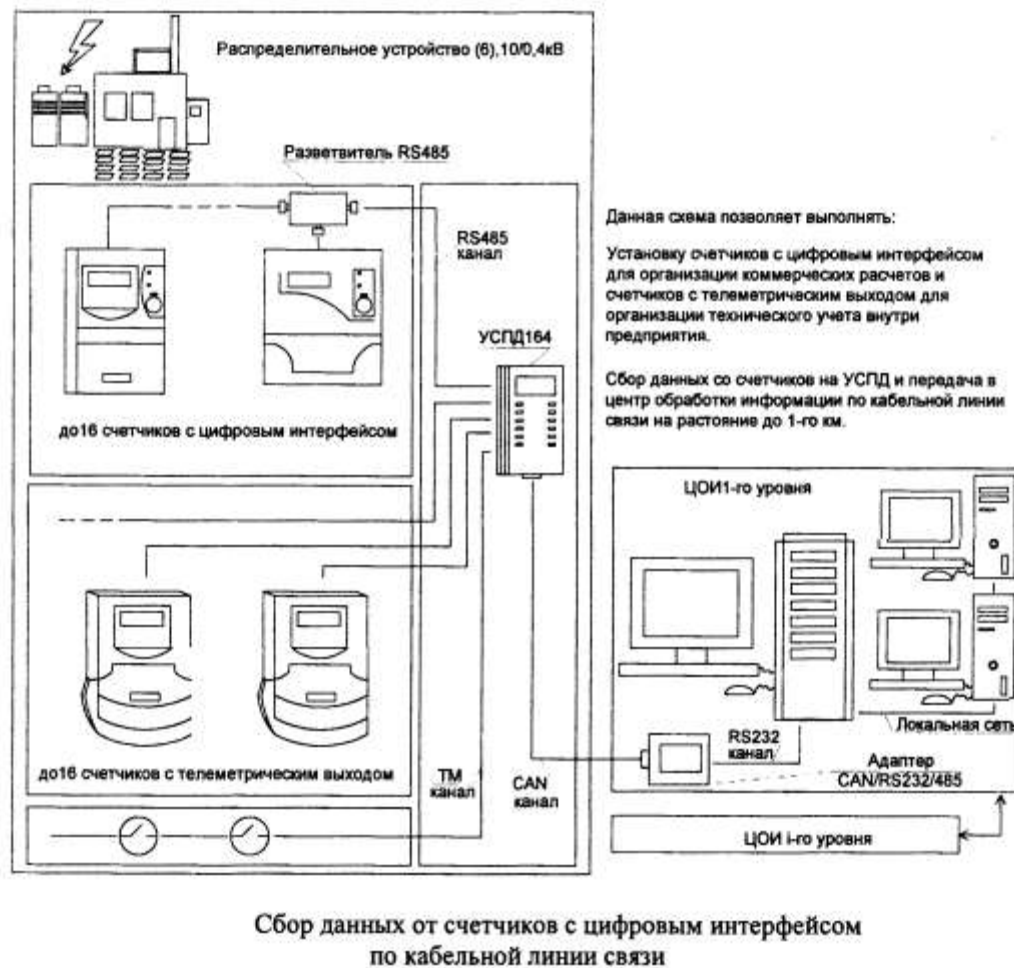 Распределительное устройство (6),10/0,4кВ
Разветвитель RS485
RS485
канал
УСПД164
до16 счетчиков с цифровым интерфейсом
до16 счетчиков с телеметрическим выходом
ТМ
канал
CAN
канал
Данная схема позволяет выполнять:
Установку счетчиков с цифровым интерфейсом
для организации коммерческих расчетов и
счетчиков с телеметрическим выходом для
организации технического учета внутри
предприятия.
Сбор данных со счетчиков на УСПД и передача в
центр обработки информации по кабельной линии
связи на растояние до 1-го км.
ЦОИ1-го уровня
Локальная сеть
RS232
канал
Адаптер
CAN/RS232/485
ЦОИ i-го уровня
Сбор данных от счетчиков с цифровым интерфейсом
по кабельной линии связи